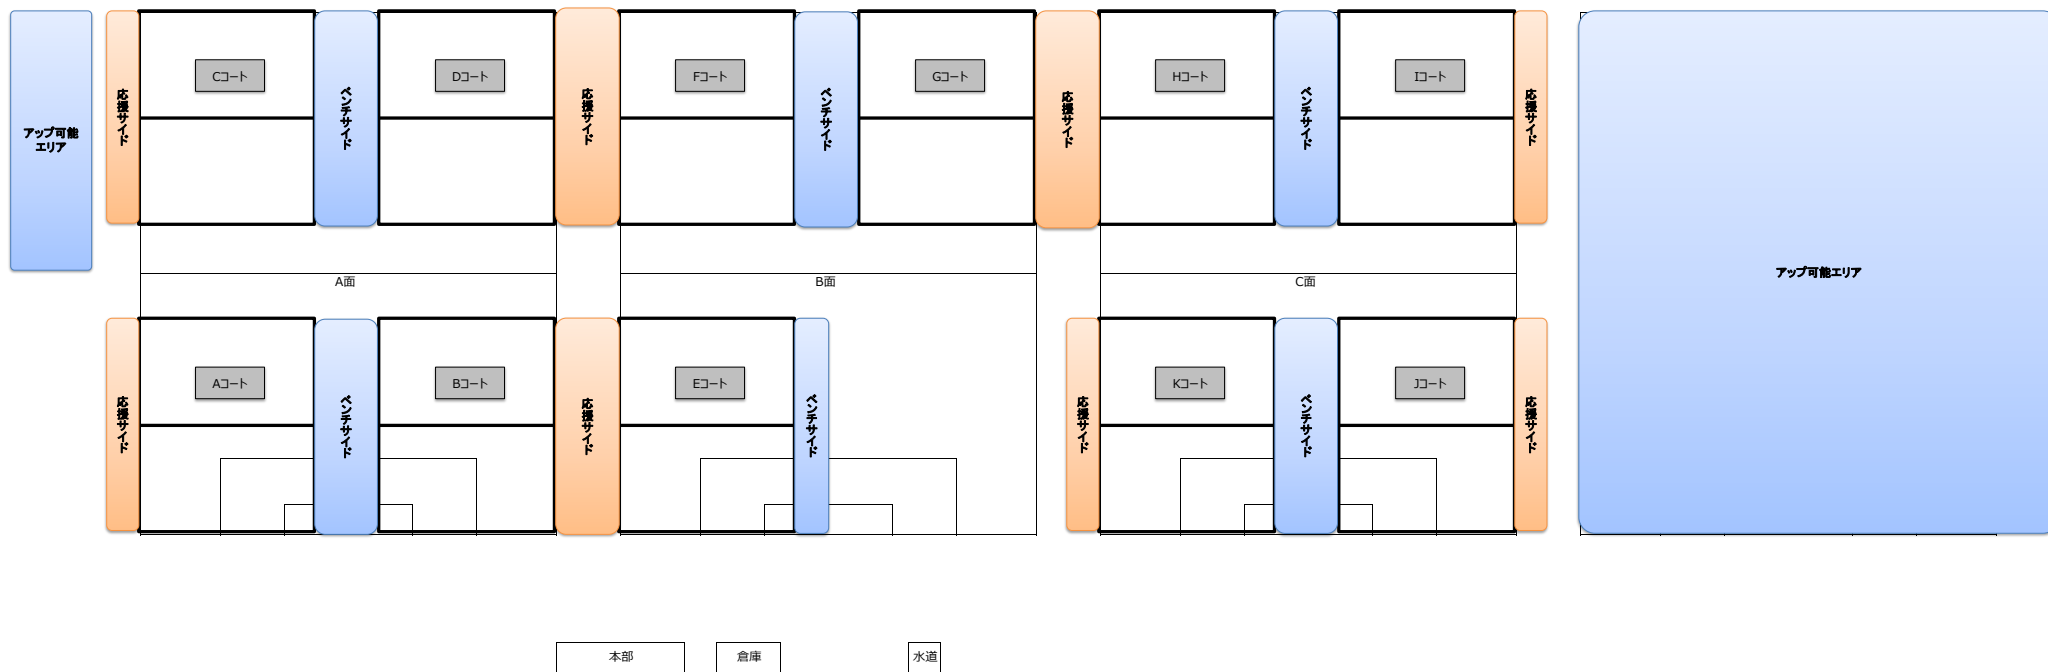 アップ可能
エリア
応援サイド
Cコート
ベンチサイド
Dコート
応援サイド
Fコート
ベンチサイド
Gコート
応援サイド
Hコート
ベンチサイド
Iコート
応援サイド
アップ可能エリア
A面
B面
C面
応援サイド
Aコート
ベンチサイド
Bコート
応援サイド
Eコート
ベンチサイド
応援サイド
Kコート
ベンチサイド
Jコート
応援サイド
本部
倉庫
水道